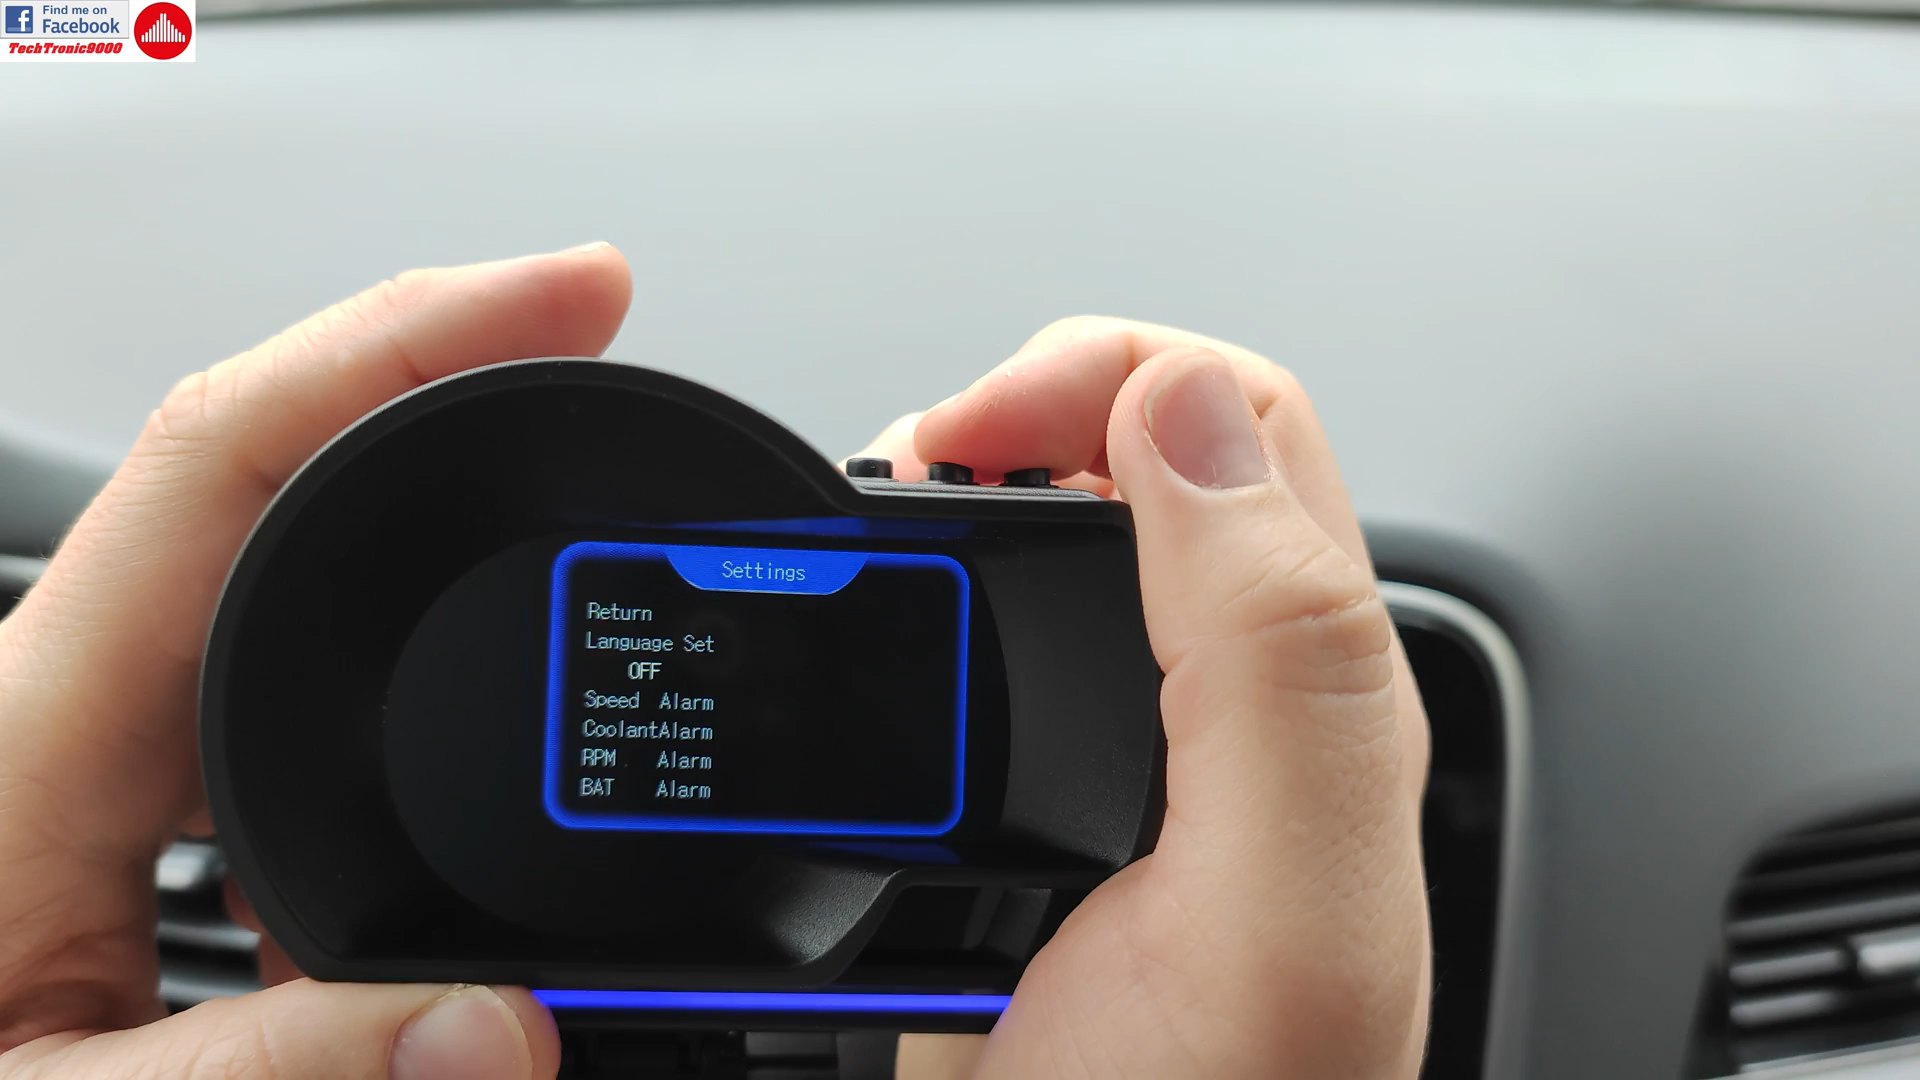 Find me on
Facebook
TechTronic9000
Settings
Return
Language Set
OFF
Speed Alarm
CoolantAlarm
RPM Alarm
BAT Alarm